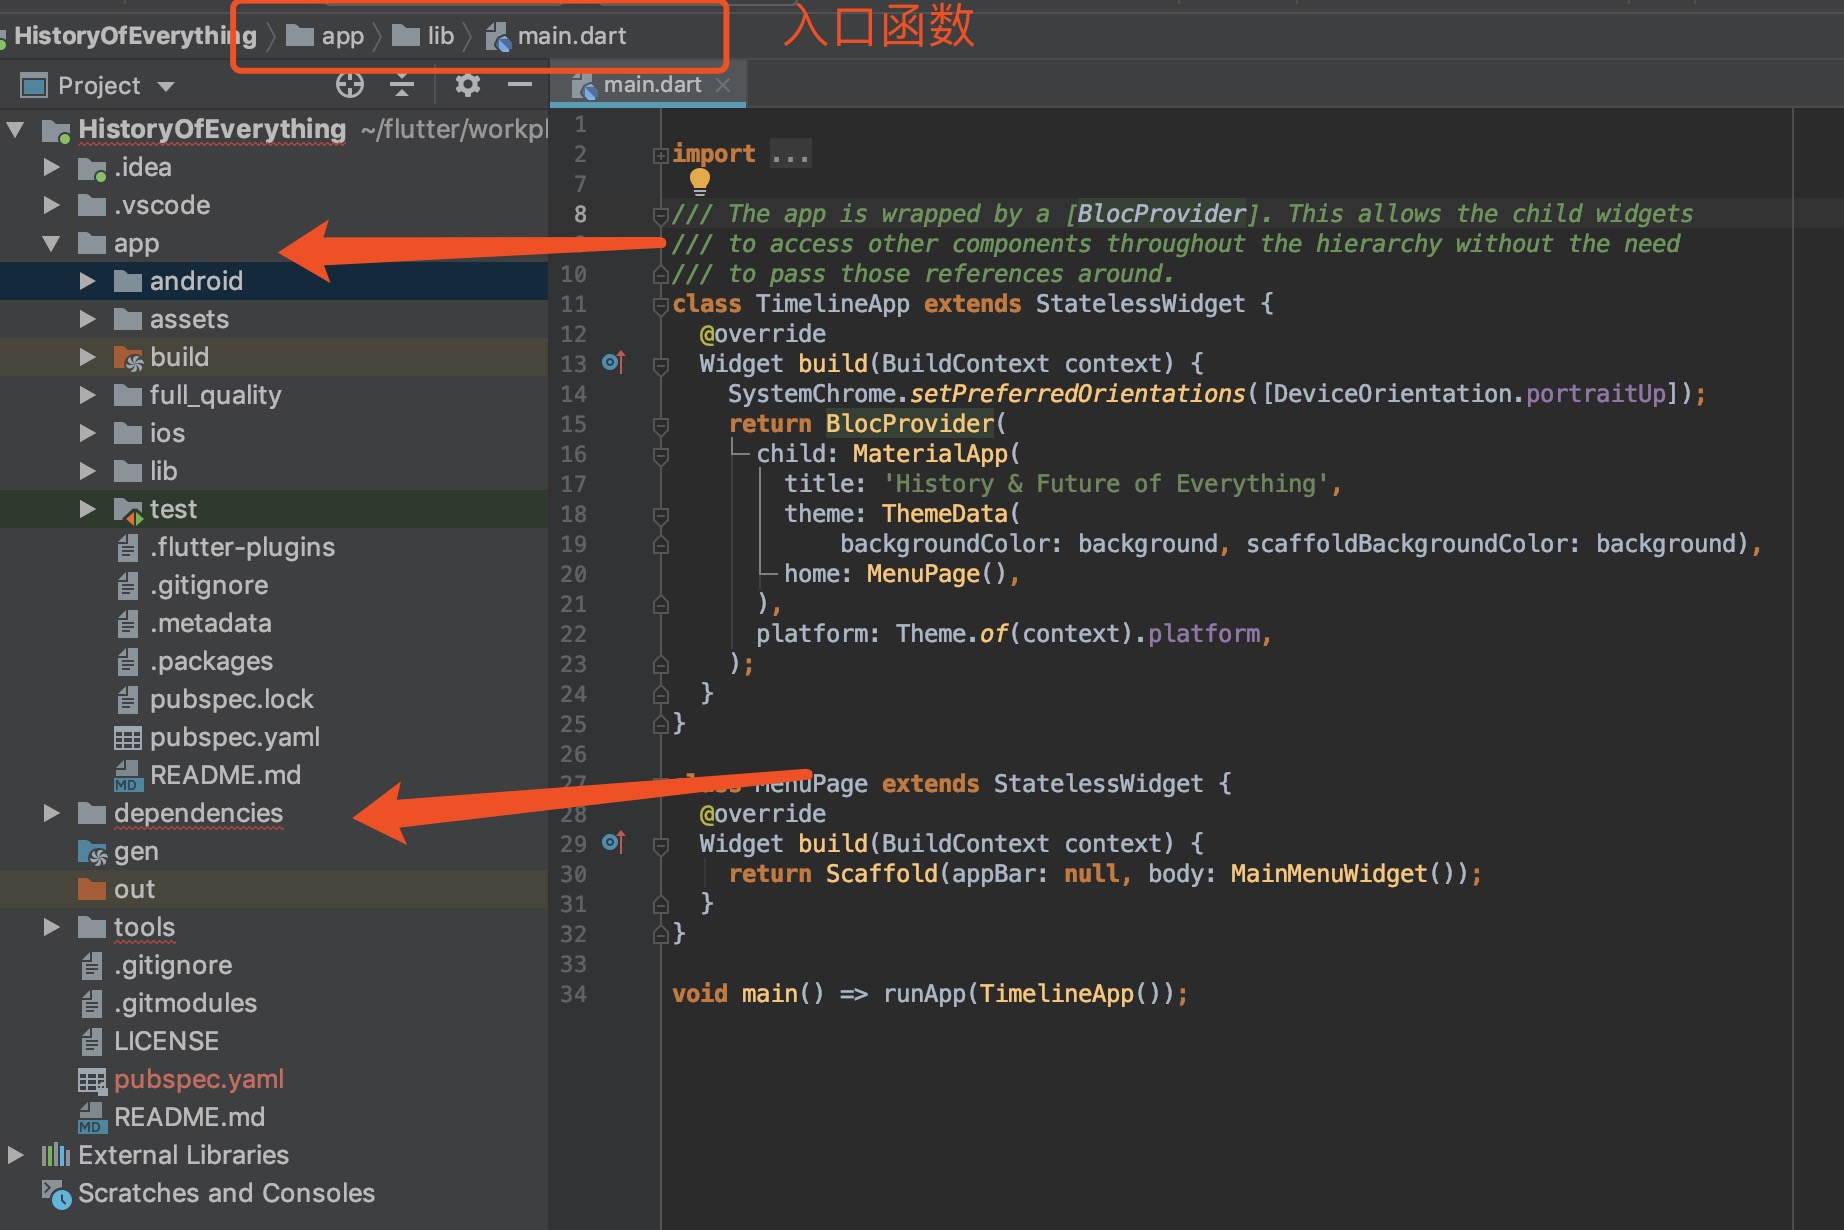 HistoryOfEverything app lib main.dart
入口函数
Project
main.dart
HistoryOfEverything ~/flutter/workpl
.idea
.vscode
app
android
assets
build
full_quality
ios
lib
test
.flutter-plugins
.gitignore
.metadata
.packages
pubspec.lock
pubspec.yaml
README.md
dependencies
gen
out
tools
.gitignore
.gitmodules
LICENSE
pubspec.yaml
README.md
External Libraries
Scratches and Consoles
1
2 import ...
7
8 /// The app is wrapped by a [BlocProvider]. This allows the child widgets
/// to access other components throughout the hierarchy without the need
10 /// to pass those references around.
11 class TimelineApp extends StatelessWidget {
12 @override
13 Widget build(BuildContext context) {
14 SystemChrome.setPreferredOrientations([DeviceOrientation.portraitUp]);
15 return BlocProvider(
16 child: MaterialApp(
17 title: 'History & Future of Everything',
18 theme: ThemeData(
19 backgroundColor: background, scaffoldBackgroundColor: background),
20 home: MenuPage(),
21 ),
22 platform: Theme.of(context).platform,
23 );
24 }
25 }
26
27 class MenuPage extends StatelessWidget {
28 @override
29 Widget build(BuildContext context) {
30 return Scaffold(appBar: null, body: MainMenuWidget());
31 }
32 }
33
34 void main() => runApp(TimelineApp());